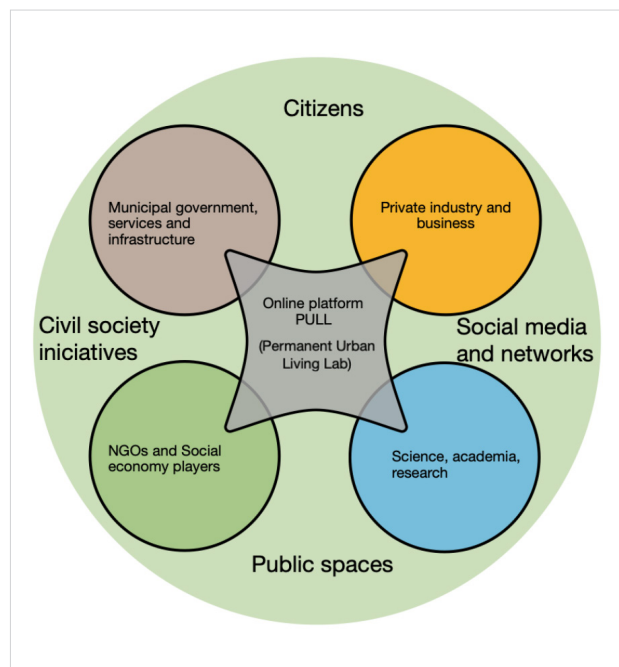 Citizens
Municipal government,
services and
infrastructure
Private industry and
business
Online platform
PULL
(Permanent Urban
Living Lab)
Civil society
iniciatives
Social media
and networks
NGOs and Social
economy players
Science, academia,
research
Public spaces